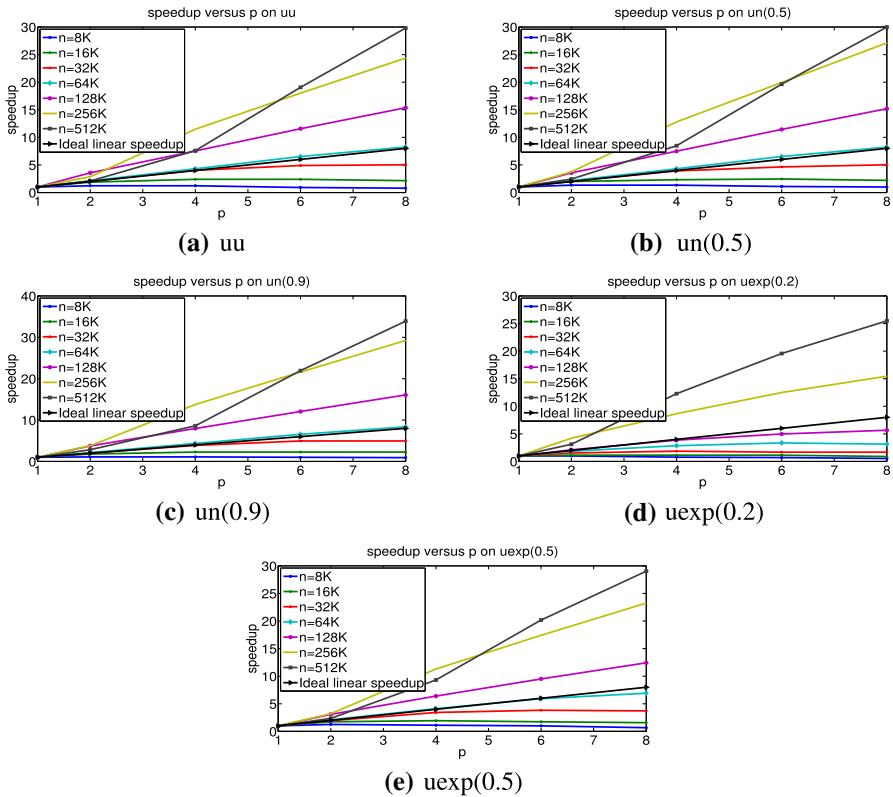 speedup versus p on uu
30
25
20
15
10
5
0
speedup
n=8K
n=16K
n=32K
n=64K
n=128K
n=256K
n=512K
Ideal linear speedup
1 2 3 4 5 6 7 8
p
(a) uu
speedup versus p on un(0.5)
30
25
20
15
10
5
0
speedup
n=8K
n=16K
n=32K
n=64K
n=128K
n=256K
n=512K
Ideal linear speedup
1 2 3 4 5 6 7 8
p
(b) un(0.5)
speedup versus p on un(0.9)
40
30
20
10
0
speedup
n=8K
n=16K
n=32K
n=64K
n=128K
n=256K
n=512K
Ideal linear speedup
1 2 3 4 5 6 7 8
p
(c) un(0.9)
speedup versus p on uexp(0.2)
30
25
20
15
10
5
0
speedup
n=8K
n=16K
n=32K
n=64K
n=128K
n=256K
n=512K
Ideal linear speedup
1 2 3 4 5 6 7 8
p
(d) uexp(0.2)
speedup versus p on uexp(0.5)
30
25
20
15
10
5
0
speedup
n=8K
n=16K
n=32K
n=64K
n=128K
n=256K
n=512K
Ideal linear speedup
1 2 3 4 5 6 7 8
p
(e) uexp(0.5)